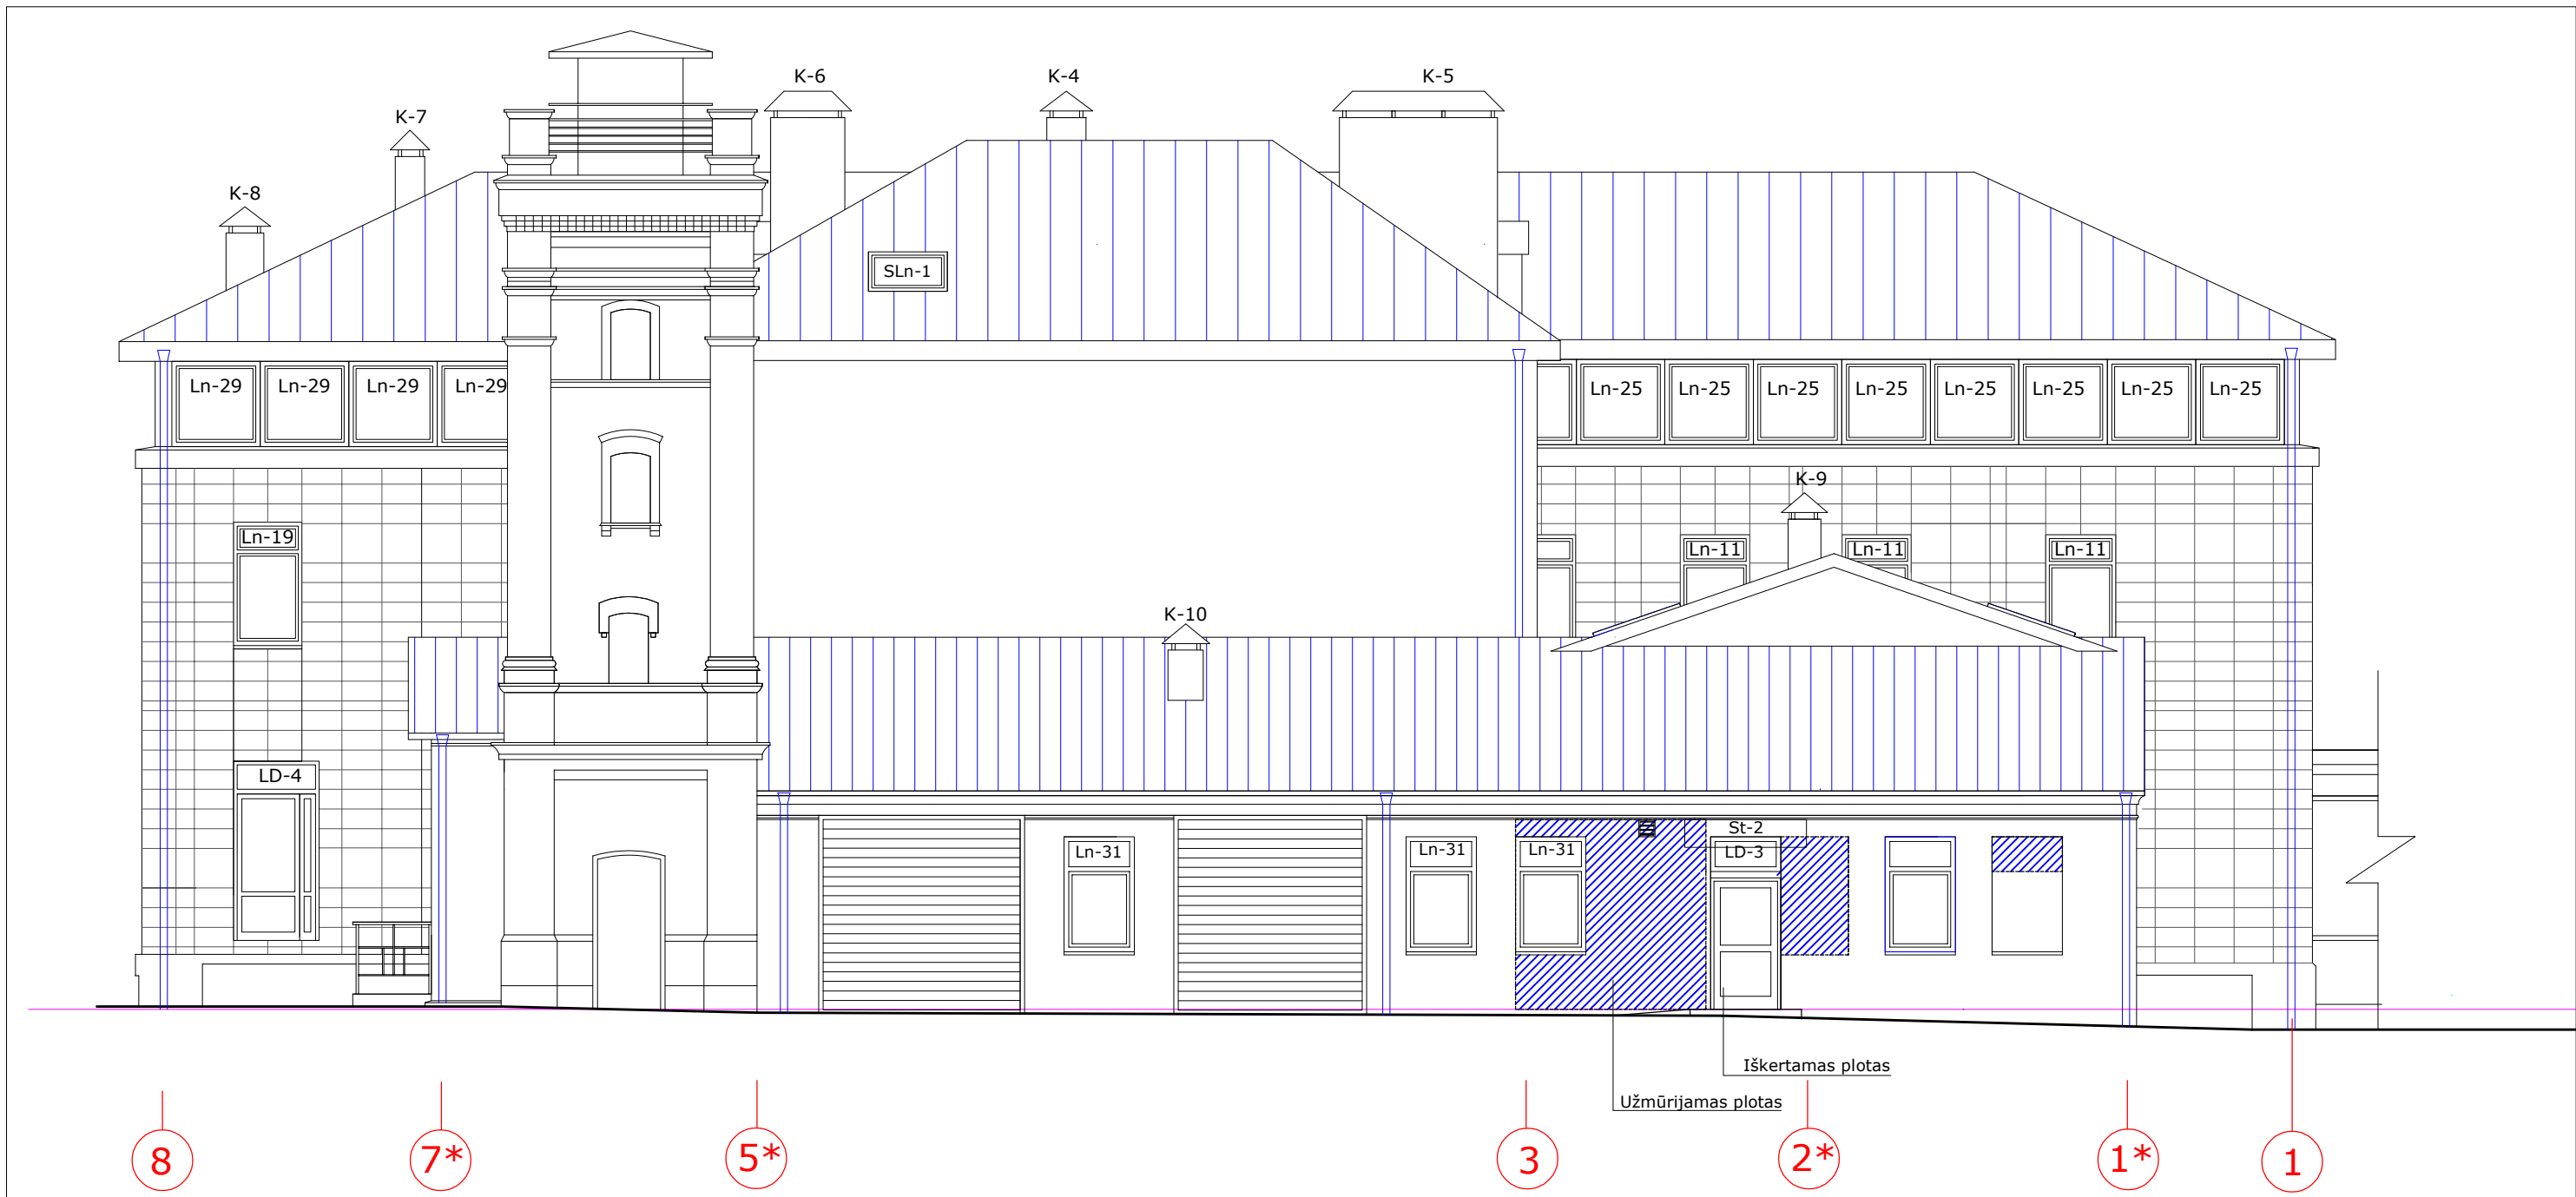 K-6
K-4
K-5
K-7
K-8
SLn-1
Ln-29 Ln-29 Ln-29 Ln-29
Ln-25 Ln-25 Ln-25 Ln-25 Ln-25 Ln-25 Ln-25 Ln-25
K-9
Ln-19
Ln-11 Ln-11 Ln-11
K-10
LD-4
St-2
Ln-31 Ln-31 Ln-31 LD-3
Iškertamas plotas
Užmūrijamas plotas
8 7* 5* 3 2* 1* 1